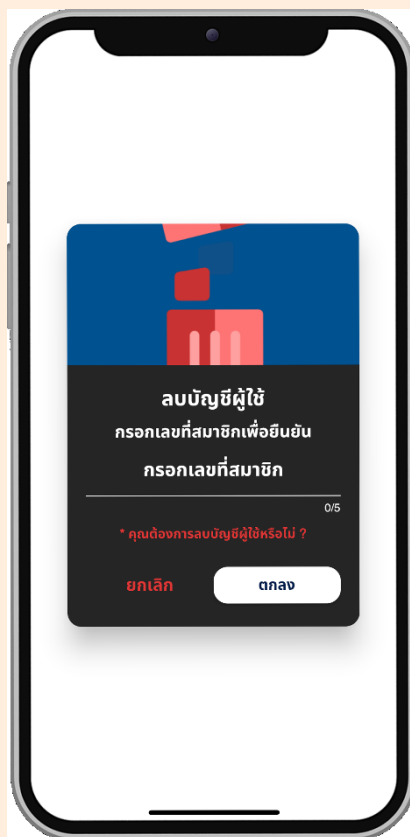 ลบบัญชีผู้ใช้
กรอกเลขที่สมาชิกเพื่อยืนยัน
กรอกเลขที่สมาชิก
0/5
* คุณต้องการลบบัญชีผู้ใช้หรือไม่ ?
ยกเลิก ตกลง